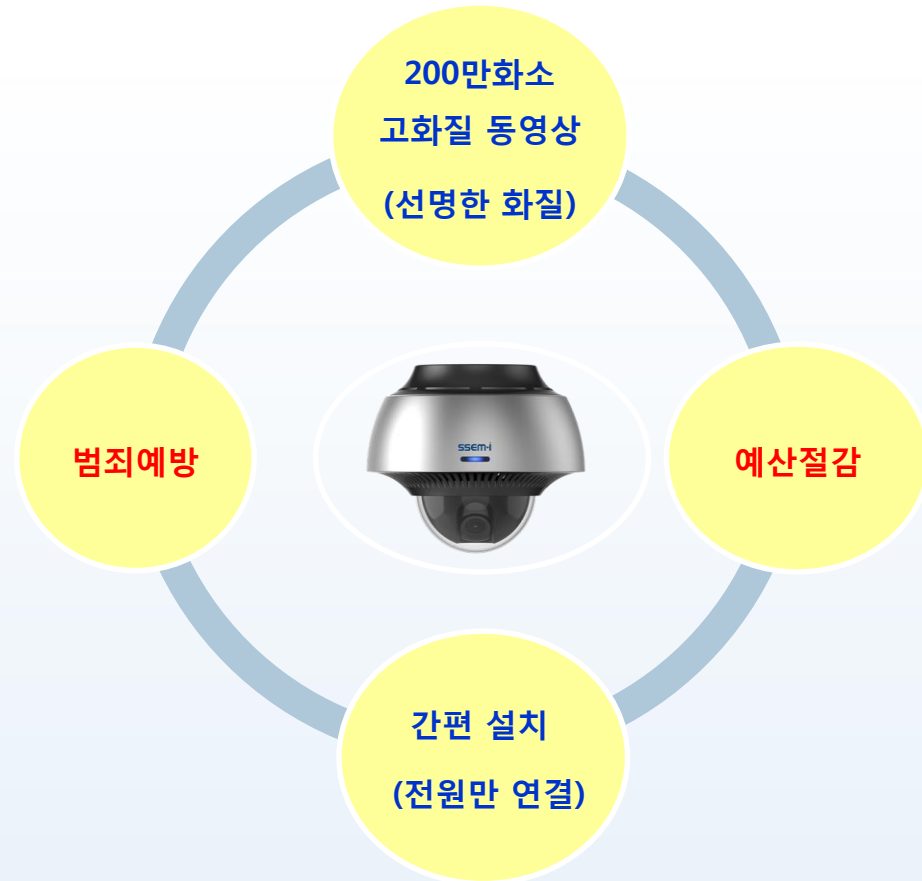 200만화소
고화질 동영상
(선명한 화질)
범죄예방
SSEM-i
예산절감
간편 설치
(전원만 연결)